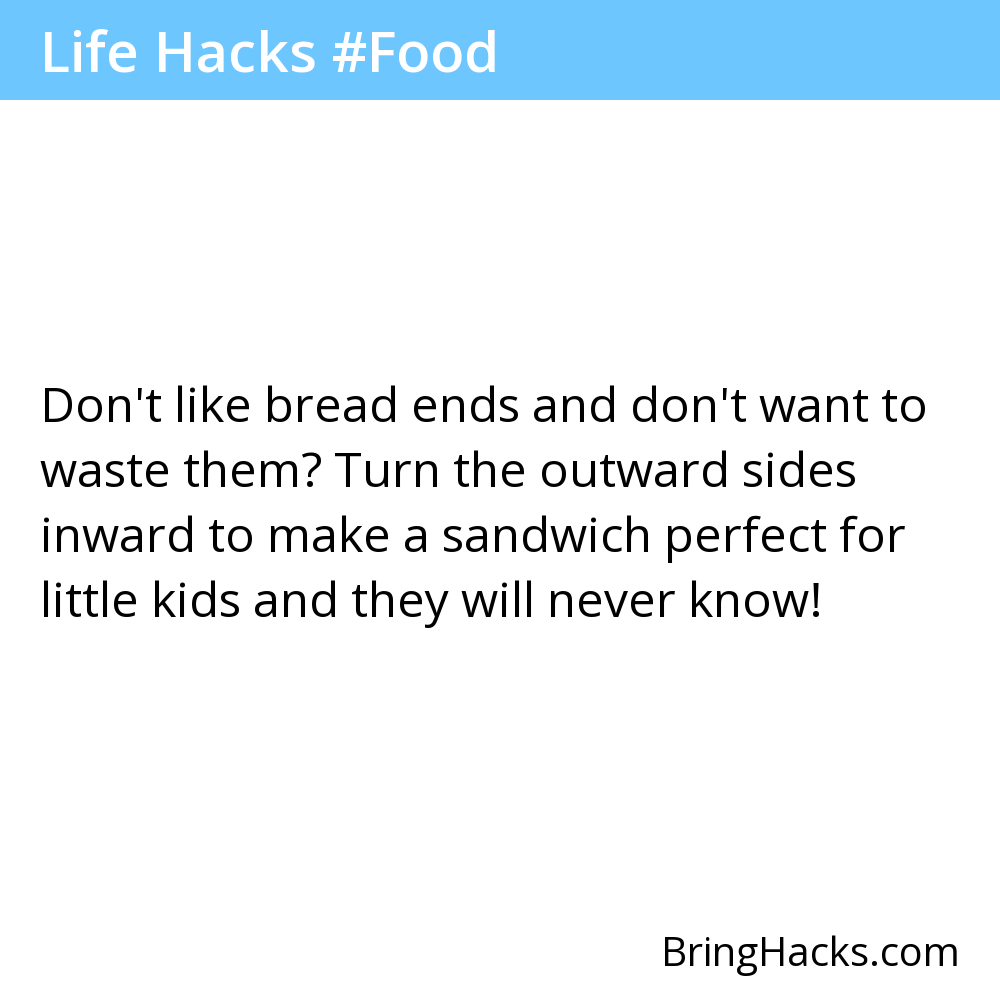 Life Hacks #Food
Don't like bread ends and don't want to
waste them? Turn the outward sides
inward to make a sandwich perfect for
little kids and they will never know!
BringHacks.com